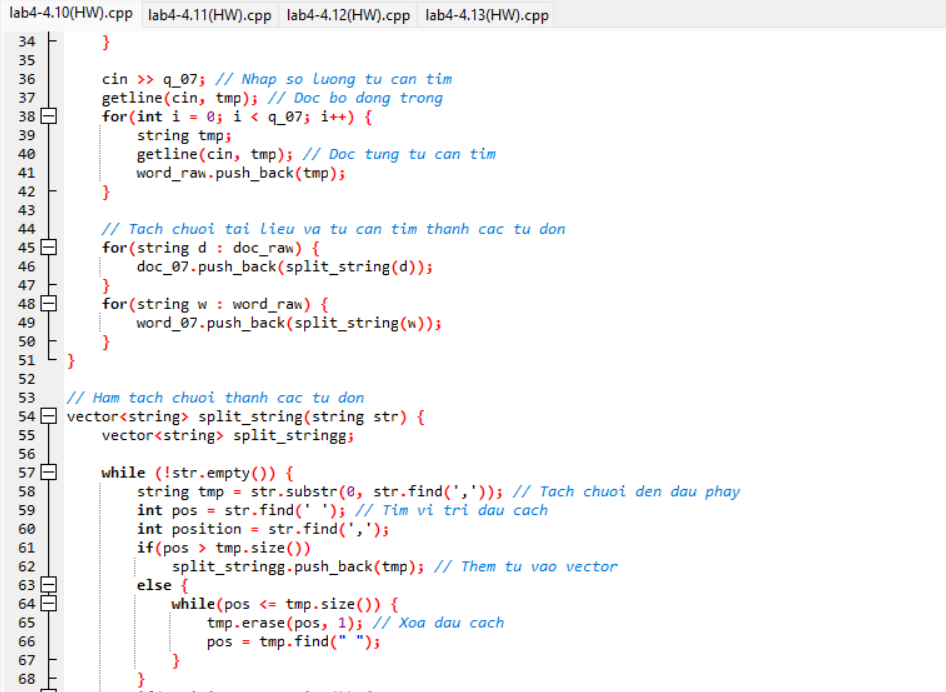 lab4-4.10(HW).cpp lab4-4.11(HW).cpp lab4-4.12(HW).cpp lab4-4.13(HW).cpp
34 }
35
36 cin >> q_07; // Nhap so luong tu can tim
37 getline(cin, tmp); // Doc bo dong trong
38 for(int i = 0; i < q_07; i++) {
39 string tmp;
40 getline(cin, tmp); // Doc tung tu can tim
41 word_raw.push_back(tmp);
42 }
43
44 // Tach chuoi tai lieu va tu can tim thanh cac tu don
45 for(string d : doc_raw) {
46 doc_07.push_back(split_string(d));
47 }
48 for(string w : word_raw) {
49 word_07.push_back(split_string(w));
50 }
51 }
52
53 // Ham tach chuoi thanh cac tu don
54 vector<string> split_string(string str) {
55 vector<string> split_stringg;
56
57 while (!str.empty()) {
58 string tmp = str.substr(0, str.find(',')); // Tach chuoi den dau phay
59 int pos = str.find(' '); // Tim vi tri dau cach
60 int position = str.find(',');
61 if(pos > tmp.size())
62 split_stringg.push_back(tmp); // Them tu vao vector
63 else {
64 while(pos <= tmp.size()) {
65 tmp.erase(pos, 1); // Xoa dau cach
66 pos = tmp.find(" ");
67 }
68 }